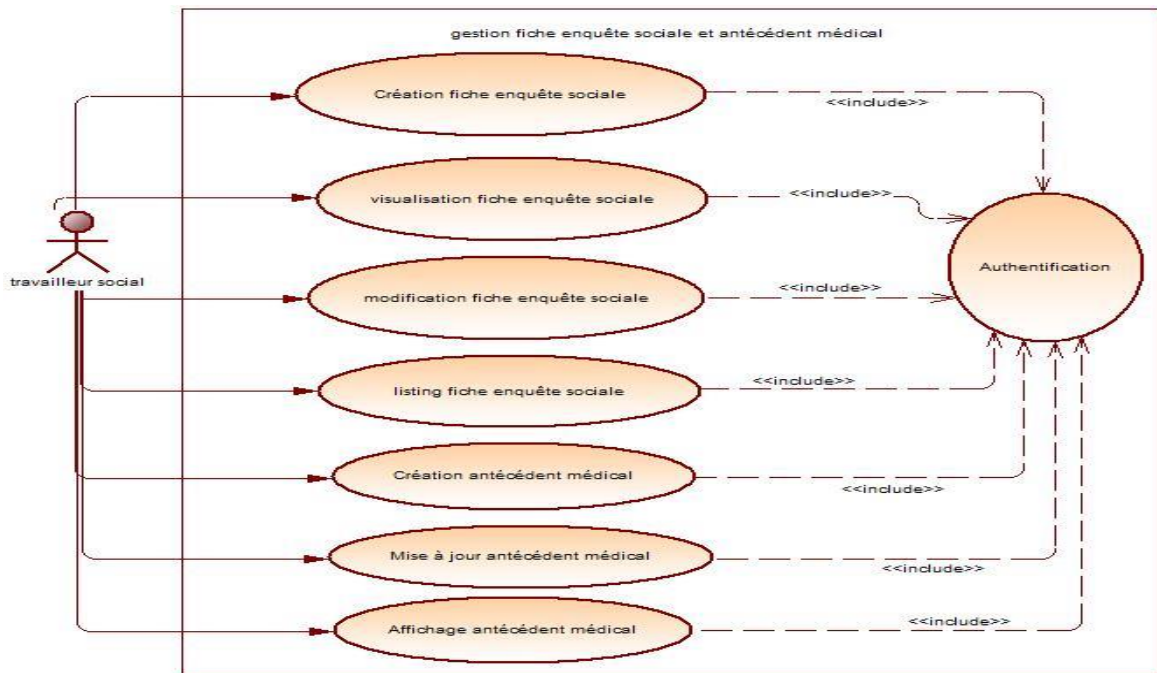 gestion fiche enquête sociale et antécédent médical
Création fiche enquête sociale
<<include>>
visualisation fiche enquête sociale
<<include>>
travailleur social
Authentification
modification fiche enquête sociale
<<include>>
listing fiche enquête sociale
<<include>>
Création antécédent médical
<<include>>
Mise à jour antécédent médical
<<include>>
Affichage antécédent médical
<<include>>